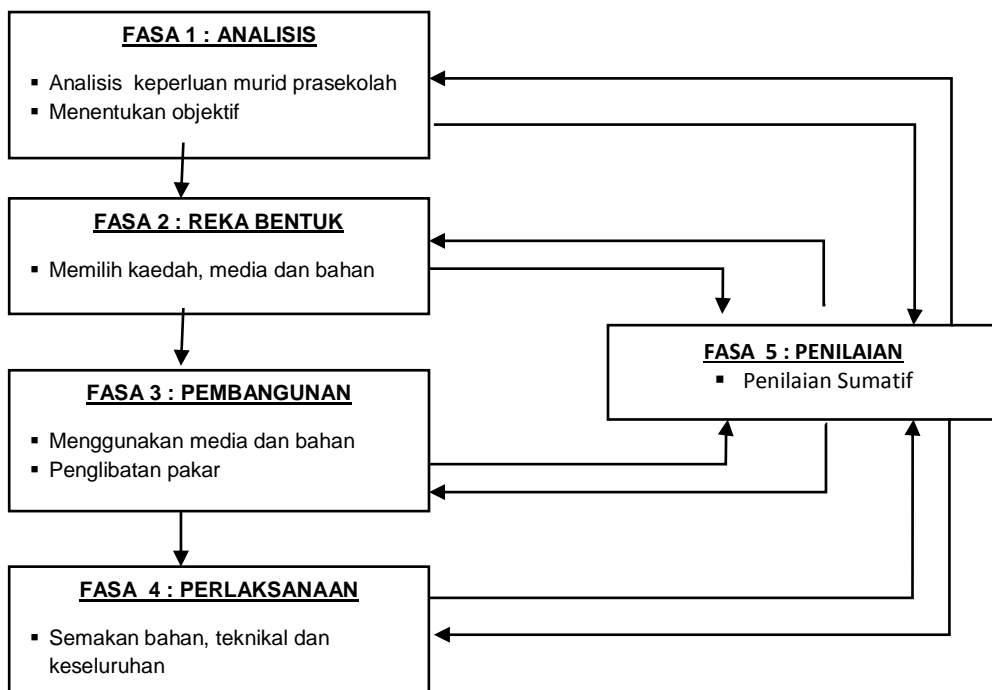 FASA 1 : ANALISIS
▪ Analisis keperluan murid prasekolah
▪ Menentukan objektif
FASA 2 : REKA BENTUK
▪ Memilih kaedah, media dan bahan
FASA 3 : PEMBANGUNAN
▪ Menggunakan media dan bahan
▪ Penglibatan pakar
FASA 4 : PERLAKSANAAN
▪ Semakan bahan, teknikal dan
keseluruhan
FASA 5 : PENILAIAN
▪ Penilaian Sumatif